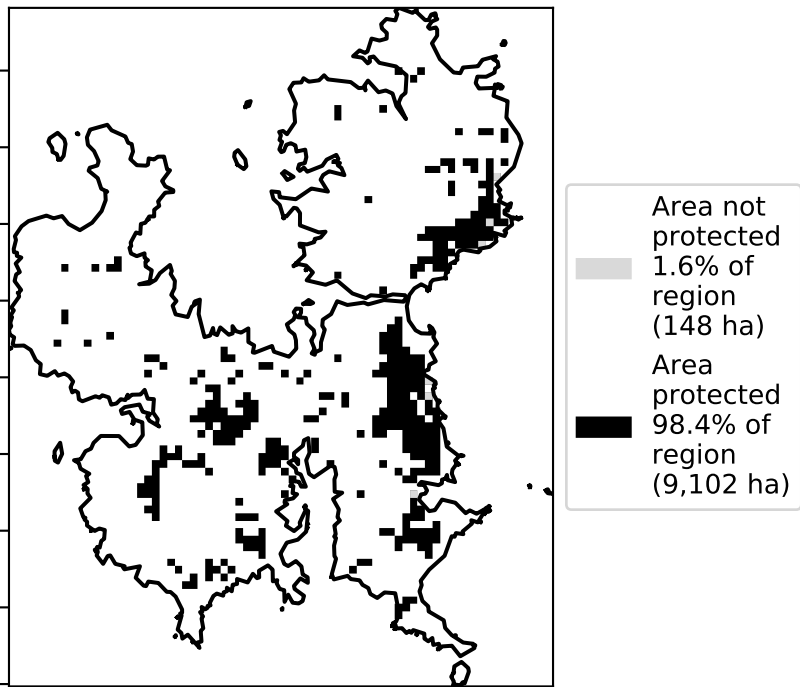 Area not
protected
1.6% of
region
(148 ha)
Area
protected
98.4% of
region
(9,102 ha)